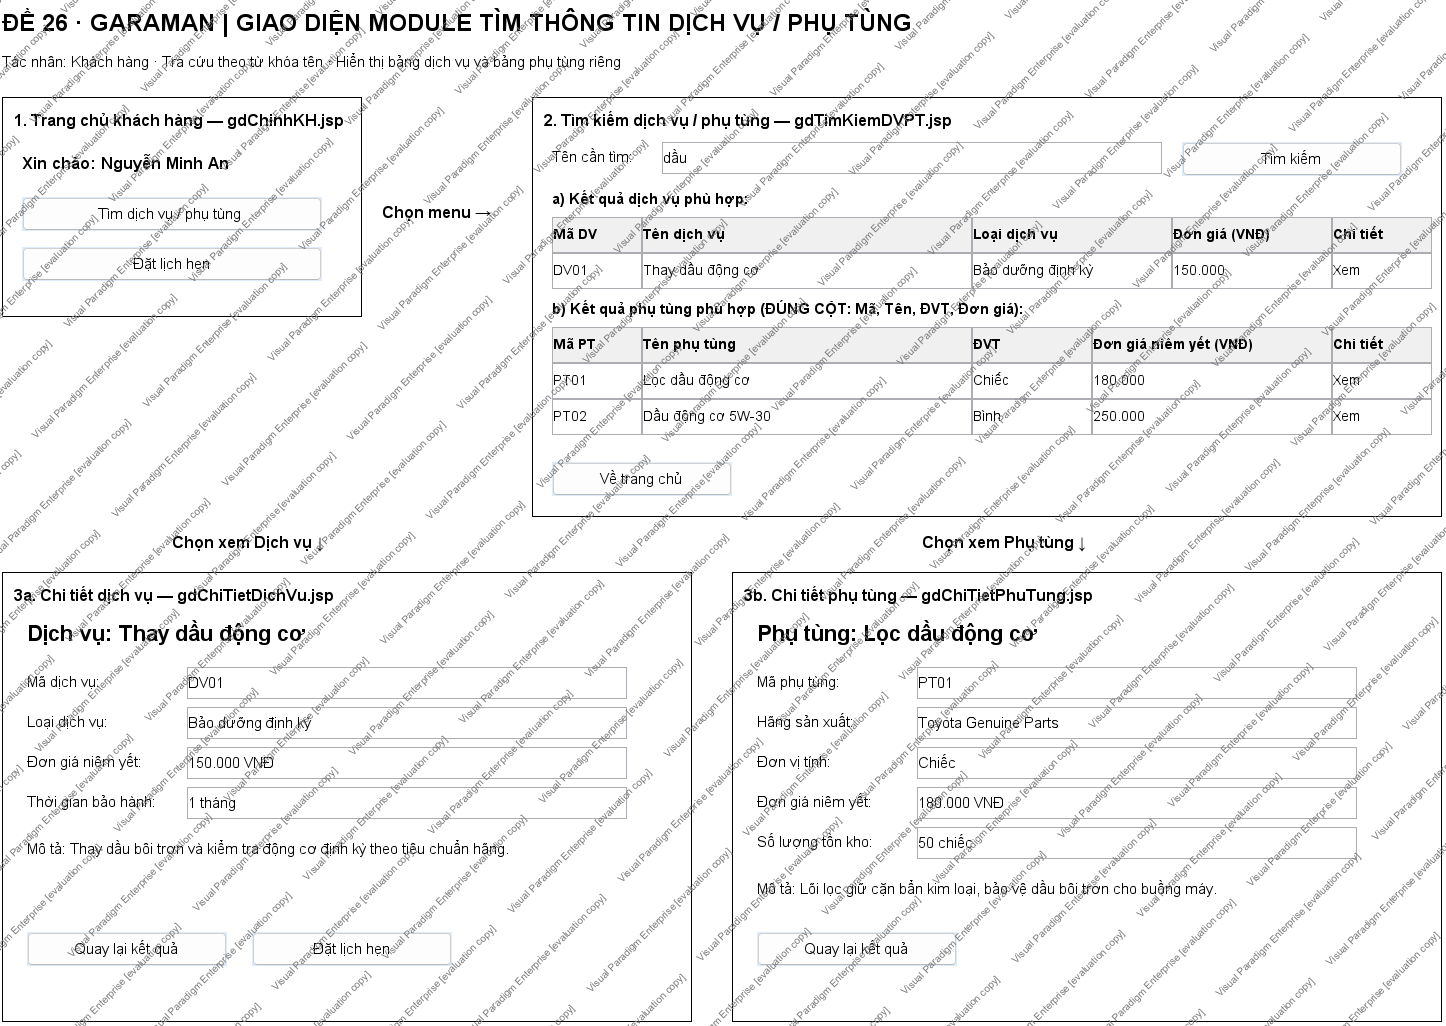 ĐỀ 26 · GARAMAN | GIAO DIỆN MODULE TÌM THÔNG TIN DỊCH VỤ / PHỤ TÙNG
Tác nhân: Khách hàng · Tra cứu theo từ khóa tên · Hiển thị bảng dịch vụ và bảng phụ tùng riêng
1. Trang chủ khách hàng — gdChinhKH.jsp
Xin chào: Nguyễn Minh An
Tìm dịch vụ / phụ tùng
Đặt lịch hẹn
Chọn menu →
2. Tìm kiếm dịch vụ / phụ tùng — gdTimKiemDVPT.jsp
Tên cần tìm: dầu Tìm kiếm
a) Kết quả dịch vụ phù hợp:
Mã DV Tên dịch vụ Loại dịch vụ Đơn giá (VNĐ) Chi tiết
DV01 Thay dầu động cơ Bảo dưỡng định kỳ 150.000 Xem
b) Kết quả phụ tùng phù hợp (ĐÚNG CỘT: Mã, Tên, ĐVT, Đơn giá):
Mã PT Tên phụ tùng ĐVT Đơn giá niêm yết (VNĐ) Chi tiết
PT01 Lọc dầu động cơ Chiếc 180.000 Xem
PT02 Dầu động cơ 5W-30 Bình 250.000 Xem
Về trang chủ
Chọn xem Dịch vụ ↓
Chọn xem Phụ tùng ↓
3a. Chi tiết dịch vụ — gdChiTietDichVu.jsp
Dịch vụ: Thay dầu động cơ
Mã dịch vụ: DV01
Loại dịch vụ: Bảo dưỡng định kỳ
Đơn giá niêm yết: 150.000 VNĐ
Thời gian bảo hành: 1 tháng
Mô tả: Thay dầu bôi trơn và kiểm tra động cơ định kỳ theo tiêu chuẩn hãng.
Quay lại kết quả Đặt lịch hẹn
3b. Chi tiết phụ tùng — gdChiTietPhuTung.jsp
Phụ tùng: Lọc dầu động cơ
Mã phụ tùng: PT01
Hãng sản xuất: Toyota Genuine Parts
Đơn vị tính: Chiếc
Đơn giá niêm yết: 180.000 VNĐ
Số lượng tồn kho: 50 chiếc
Mô tả: Lõi lọc giữ cặn bẩn kim loại, bảo vệ dầu bôi trơn cho buồng máy.
Quay lại kết quả
Visual Paradigm Enterprise [evaluation copy]